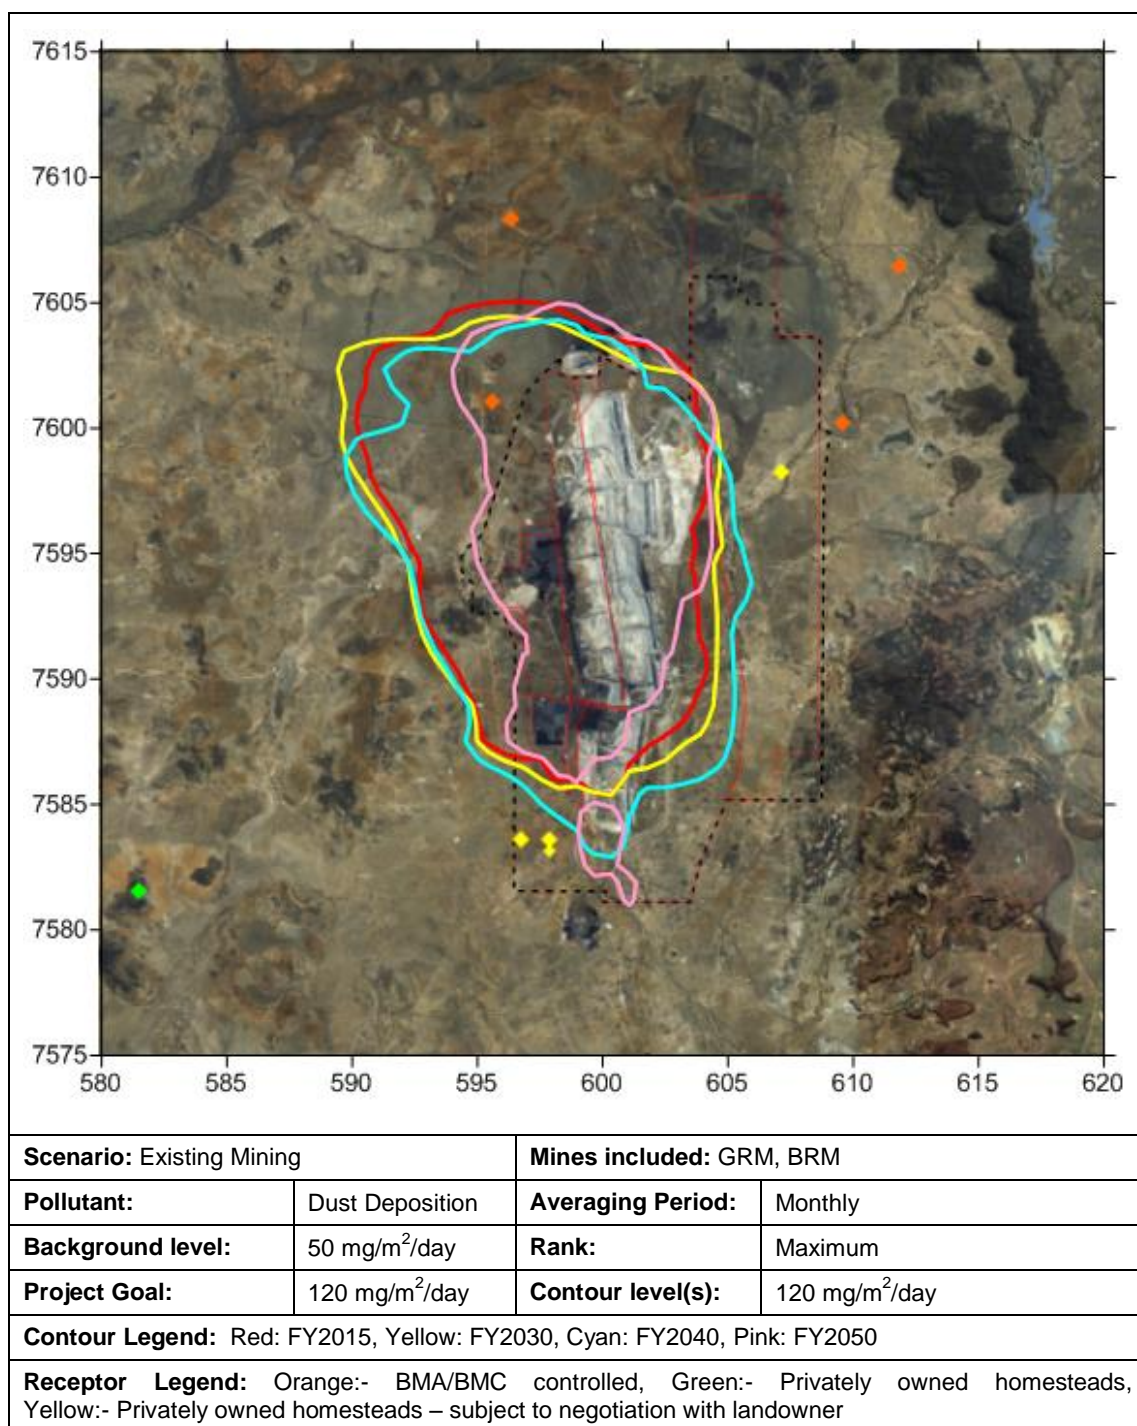 7615
7610
7605
7600
7595
7590
7585
7580
7575
580 585 590 595 600 605 610 615 620
Scenario: Existing Mining Mines included: GRM, BRM
Pollutant: Dust Deposition Averaging Period: Monthly
Background level: 50 mg/m²/day Rank: Maximum
Project Goal: 120 mg/m²/day Contour level(s): 120 mg/m²/day
Contour Legend: Red: FY2015, Yellow: FY2030, Cyan: FY2040, Pink: FY2050
Receptor Legend: Orange:- BMA/BMC controlled, Green:- Privately owned homesteads,
Yellow:- Privately owned homesteads – subject to negotiation with landowner